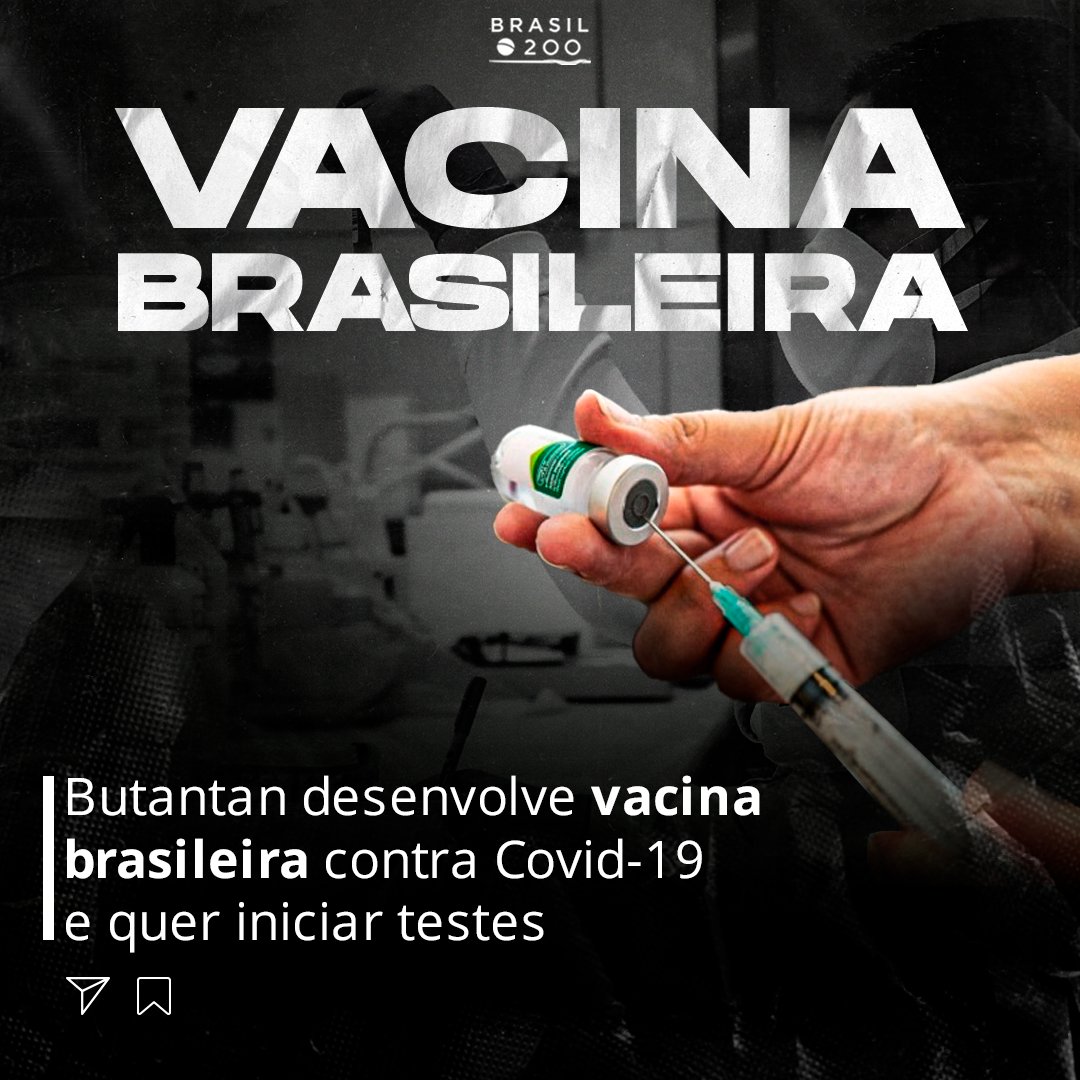 BRASIL
200
VACINA
BRASILEIRA
Butantan desenvolve vacina
brasileira contra Covid-19
e quer iniciar testes